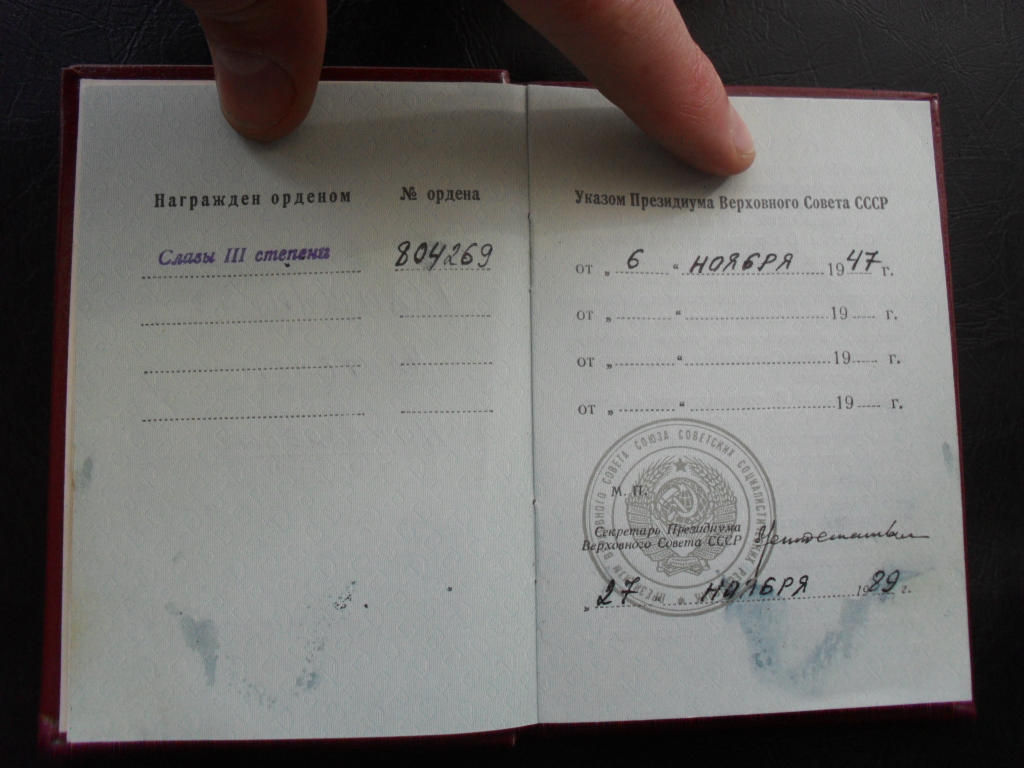 Награжден орденом № ордена
Славы III степени 804269
Указом Президиума Верховного Совета СССР
от „ 6 “ НОЯБРЯ 1947 г.
от „ “ 19 г.
от „ “ 19 г.
от „ “ 19 г.
М. П.
Секретарь Президиума
Верховного Совета СССР
„ 27 НОЯБРЯ 1989 г.